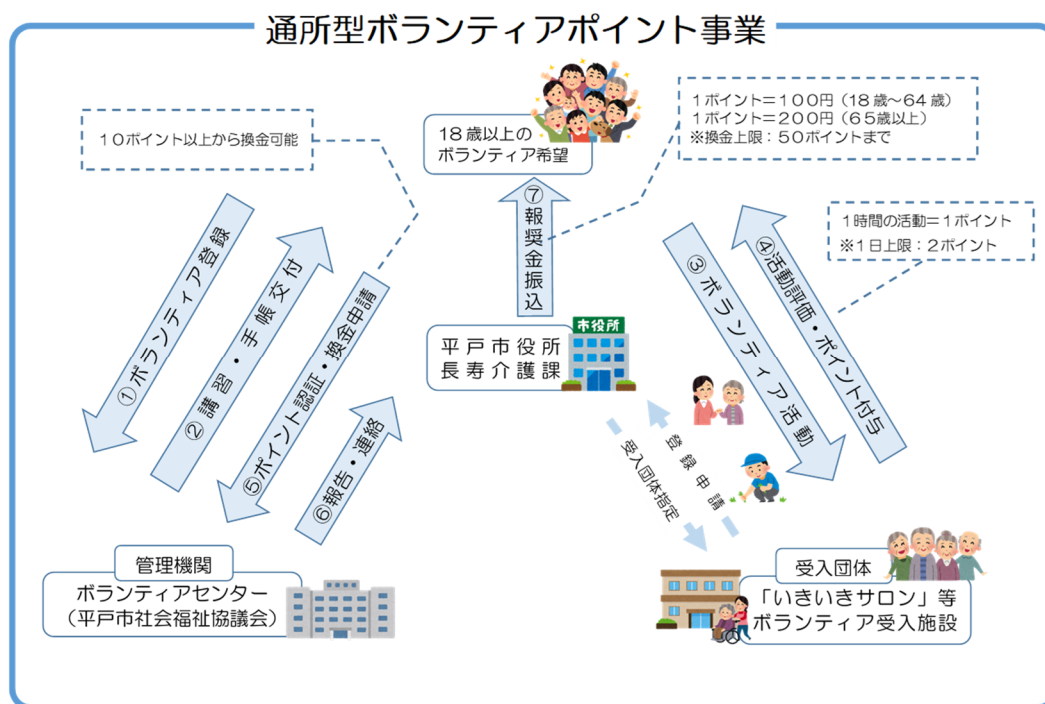 通所型ボランティアポイント事業
10ポイント以上から換金可能
18歳以上の
ボランティア希望
1ポイント=100円(18歳~64歳)
1ポイント=200円(65歳以上)
※換金上限:50ポイントまで
1時間の活動=1ポイント
※1日上限:2ポイント
①ボランティア登録
②講習・手帳交付
⑤ポイント認証・換金申請
⑥報告・連絡
⑦報奨金振込
③ボランティア活動
④活動評価・ポイント付与
市役所
平戸市役所
長寿介護課
登録申請
受入団体指定
管理機関
ボランティアセンター
(平戸市社会福祉協議会)
受入団体
「いきいきサロン」等
ボランティア受入施設